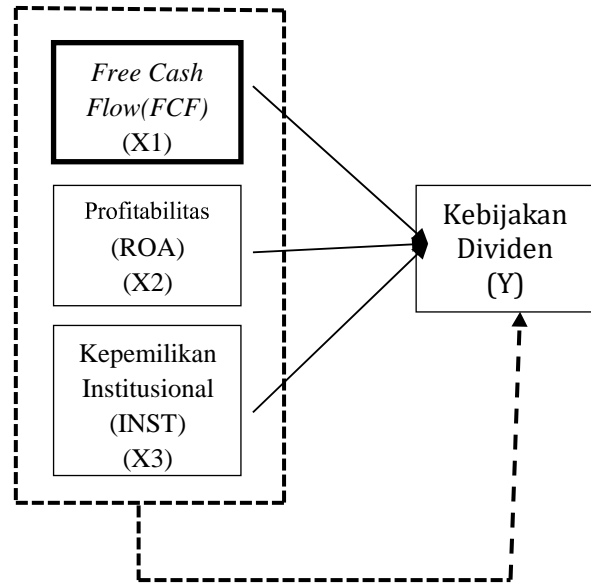 Free Cash
Flow(FCF)
(X1)
Profitabilitas
(ROA)
(X2)
Kepemilikan
Institusional
(INST)
(X3)
Kebijakan
Dividen
(Y)